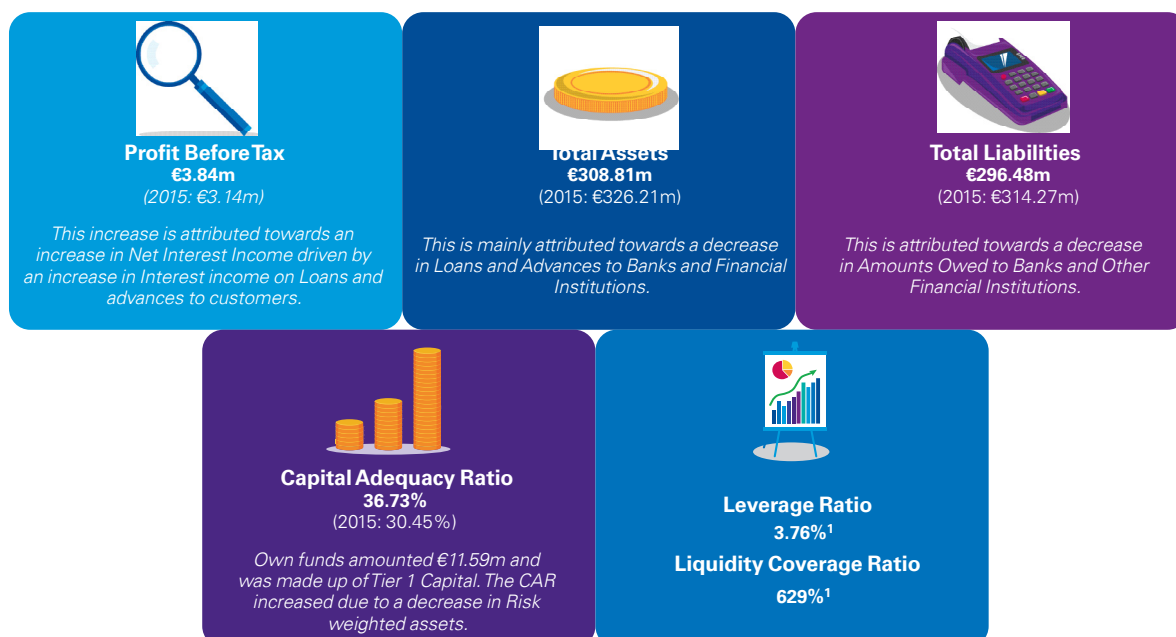 Profit Before Tax
€3.84m
(2015: €3.14m)
This increase is attributed towards an
increase in Net Interest Income driven by
an increase in Interest income on Loans and
advances to customers.
Total Assets
€308.81m
(2015: €326.21m)
This is mainly attributed towards a decrease
in Loans and Advances to Banks and Financial
Institutions.
Total Liabilities
€296.48m
(2015: €314.27m)
This is attributed towards a decrease
in Amounts Owed to Banks and Other
Financial Institutions.
Capital Adequacy Ratio
36.73%
(2015: 30.45%)
Own funds amounted €11.59m and
was made up of Tier 1 Capital. The CAR
increased due to a decrease in Risk
weighted assets.
Leverage Ratio
3.76%¹
Liquidity Coverage Ratio
629%¹